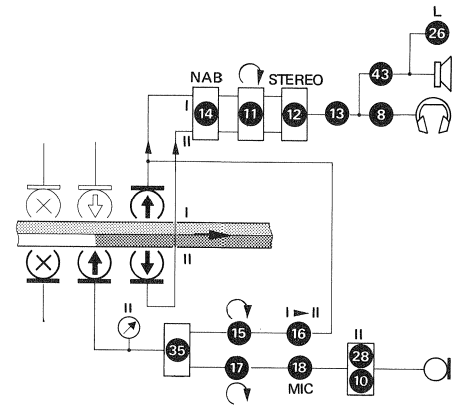 L
26
NAB
STEREO
43
I
14
11
12
13
8
II
I
II
II
I ► II
15
16
35
II
17
18
28
MIC
10